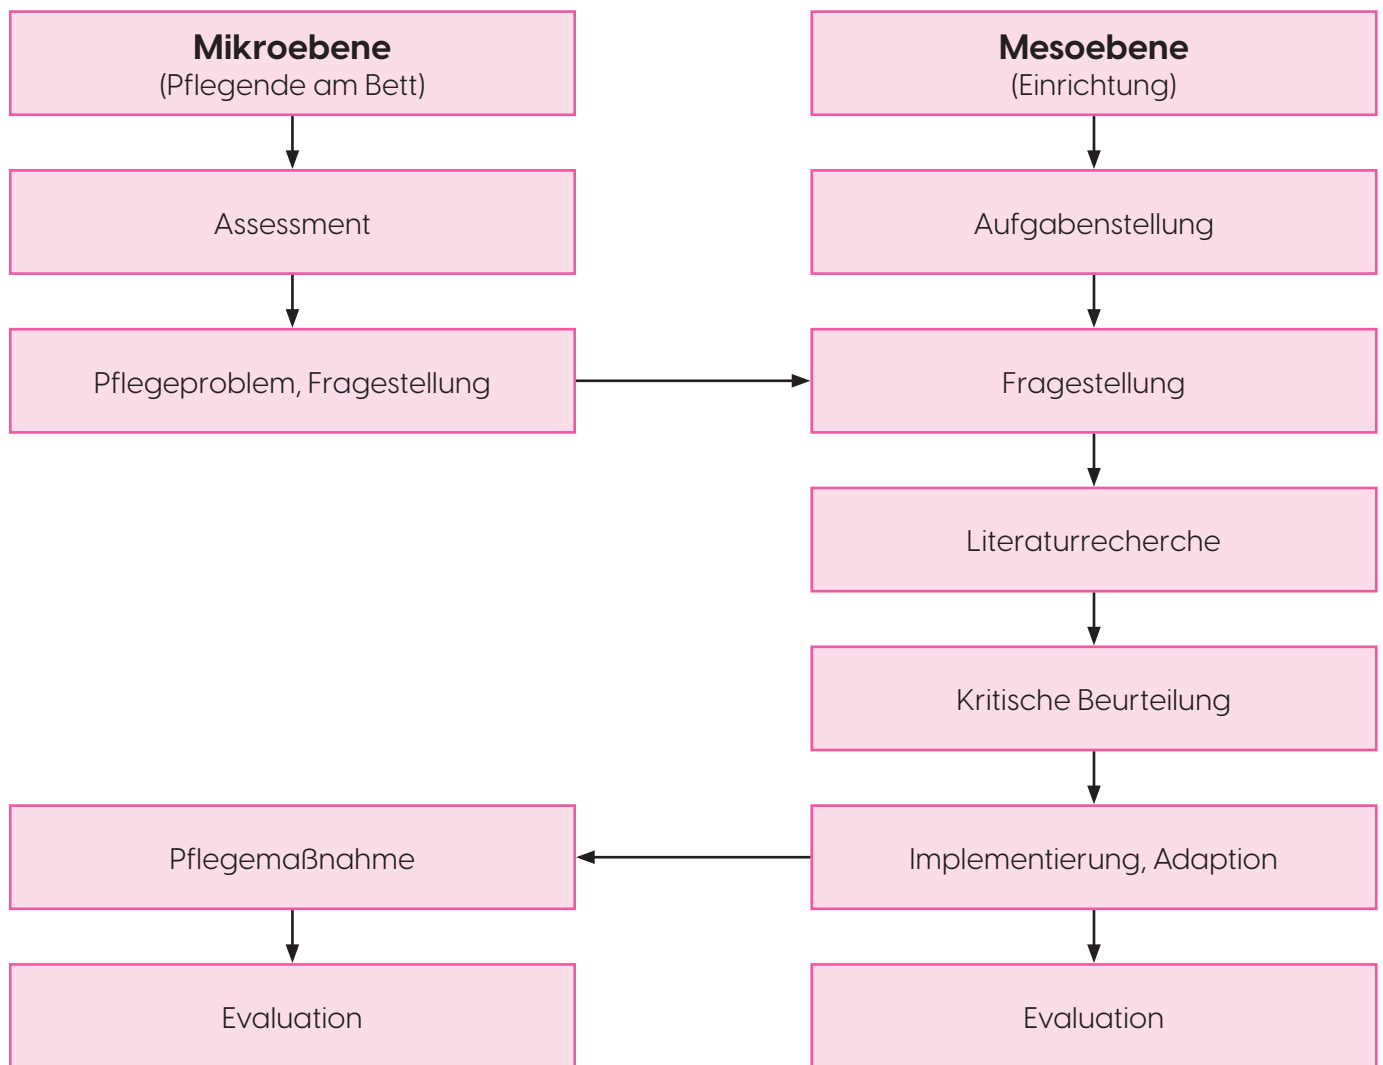 Mikroebene
(Pflegende am Bett)
Mesoebene
(Einrichtung)
Assessment
Aufgabenstellung
Pflegeproblem, Fragestellung
Fragestellung
Literaturrecherche
Kritische Beurteilung
Pflegemaßnahme
Implementierung, Adaption
Evaluation
Evaluation